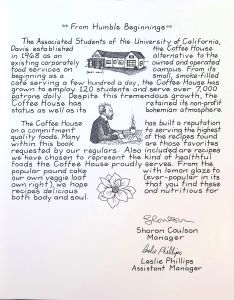 "From Humble Beginnings"
The Associated Students of the University of California,
Davis established the Coffee House
in 1968 as an alternative to the
existing corporately owned and operated
food services on campus. From its
beginning as a small, smoke-filled
café serving a few hundred a day, the Coffee House has
grown to employ 120 students and serve over 7,000
patrons daily. Despite this tremendous growth, the
Coffee House has retained its non-profit
status as well as its bohemian atmosphere.
The Coffee House has built a reputation
on a commitment to serving the highest
quality foods. Many of the recipes found
within this book are those favorites
requested by our regulars. Also included are recipes
we have chosen to represent the kind of healthful
foods the Coffee House proudly serves. From the
popular pound cake with lemon glaze to
our own veggie loaf (ever-popular in its
own right), we hope that you find these
recipes delicious and nutritious for
both body and soul.
Sharon Coulson
Manager
Leslie Phillips
Leslie Phillips
Assistant Manager